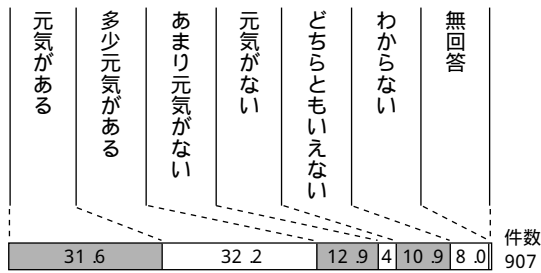 元気がある
多少元気がある
あまり元気がない
元気がない
どちらともいえない
わからない
無回答
件数
31.6 32.2 12.9 4 10.9 8.0 907